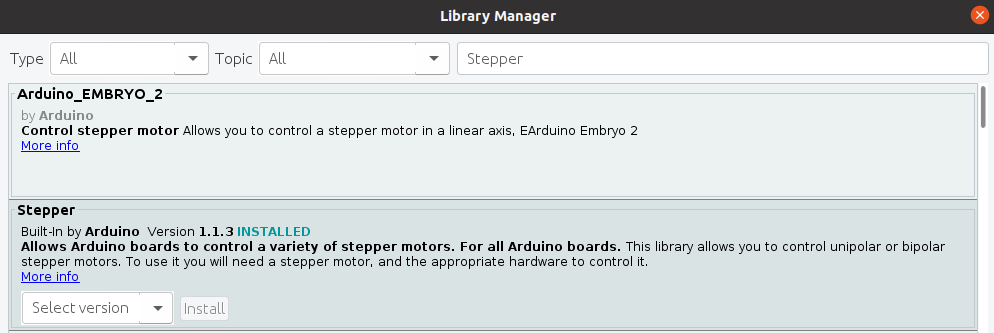 Library Manager
Type All Topic All Stepper
Arduino_EMBRYO_2
by Arduino
Control stepper motor Allows you to control a stepper motor in a linear axis, EArduino Embryo 2
More info
Stepper
Built-In by Arduino Version 1.1.3 INSTALLED
Allows Arduino boards to control a variety of stepper motors. For all Arduino boards. This library allows you to control unipolar or bipolar
stepper motors. To use it you will need a stepper motor, and the appropriate hardware to control it.
More info
Select version Install